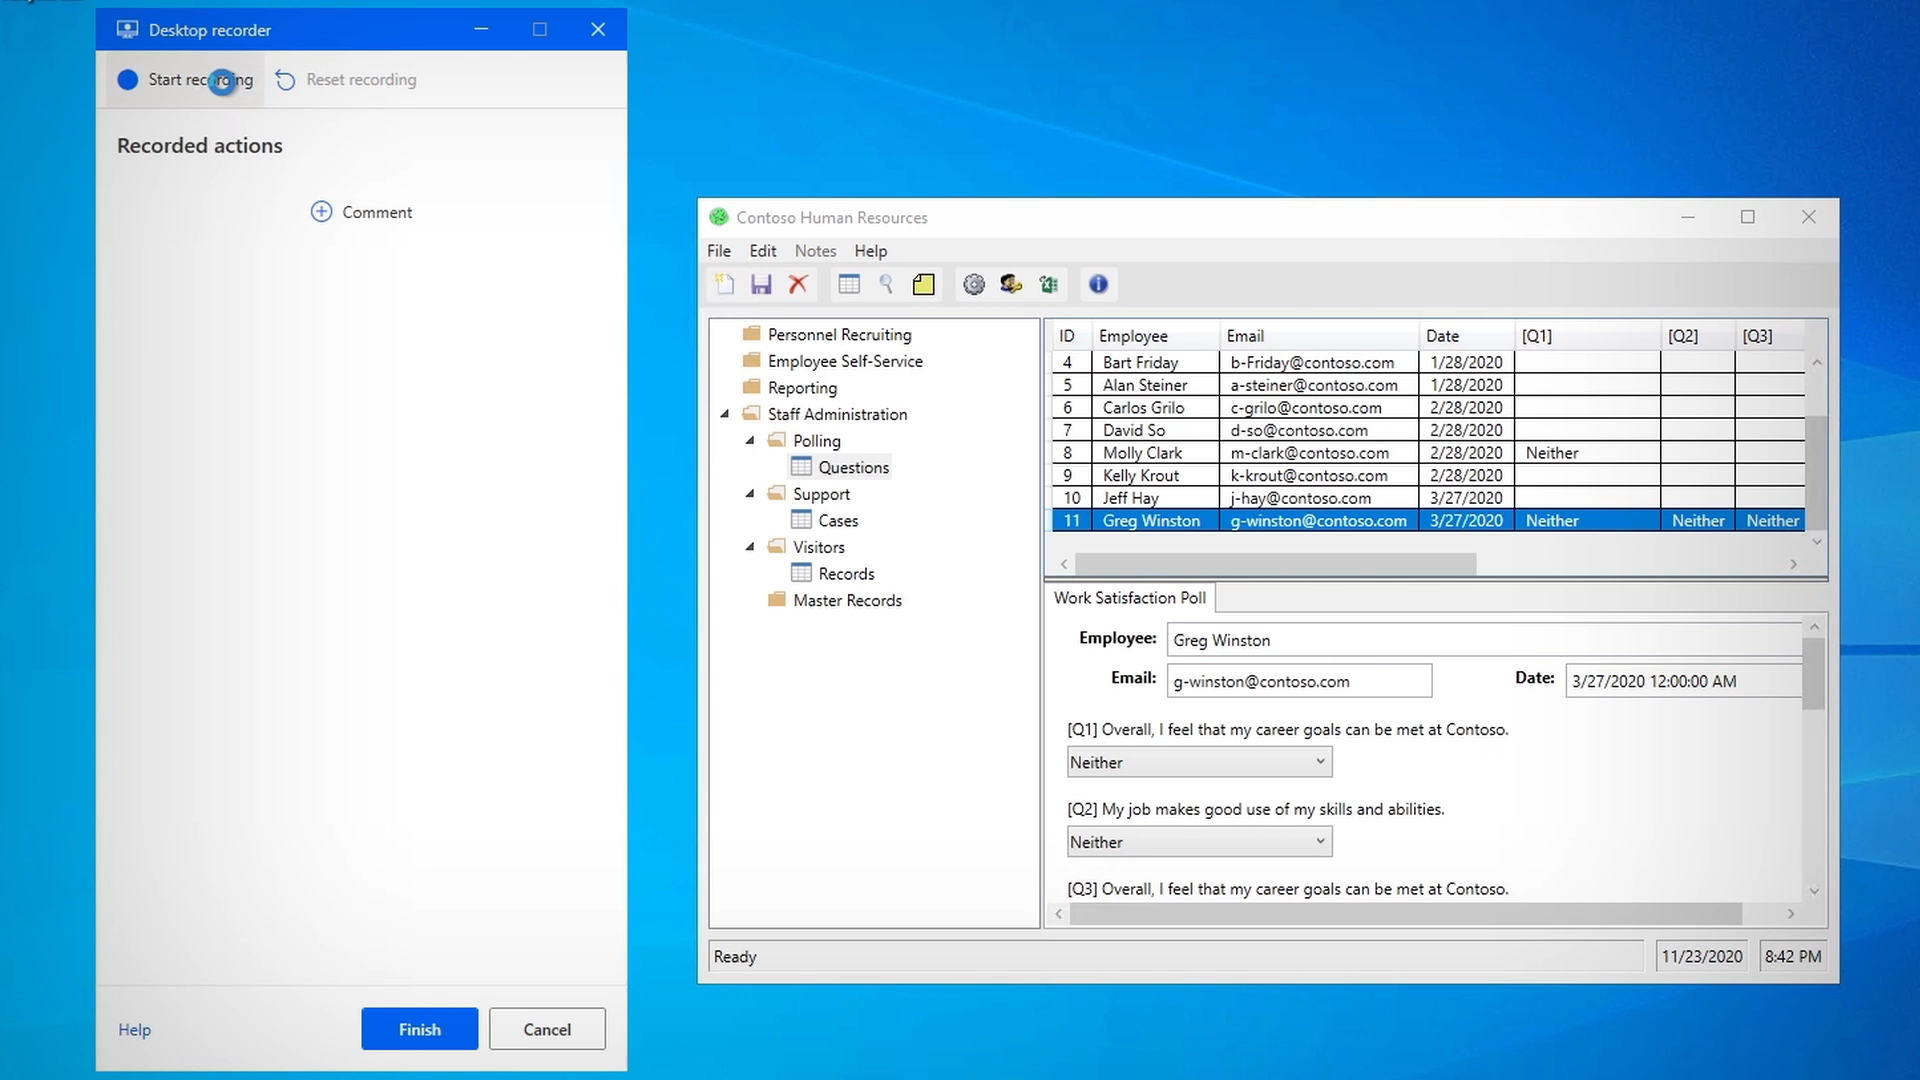 Desktop recorder
Start recording Reset recording
Recorded actions
Comment
Help Finish Cancel
Contoso Human Resources
File Edit Notes Help
Personnel Recruiting
Employee Self-Service
Reporting
Staff Administration
Polling
Questions
Support
Cases
Visitors
Records
Master Records
ID Employee Email Date [Q1] [Q2] [Q3]
4 Bart Friday b-Friday@contoso.com 1/28/2020
5 Alan Steiner a-steiner@contoso.com 1/28/2020
6 Carlos Grilo c-grilo@contoso.com 2/28/2020
7 David So d-so@contoso.com 2/28/2020
8 Molly Clark m-clark@contoso.com 2/28/2020 Neither
9 Kelly Krout k-krout@contoso.com 2/28/2020
10 Jeff Hay j-hay@contoso.com 3/27/2020
11 Greg Winston g-winston@contoso.com 3/27/2020 Neither Neither Neither
Work Satisfaction Poll
Employee: Greg Winston
Email: g-winston@contoso.com Date: 3/27/2020 12:00:00 AM
[Q1] Overall, I feel that my career goals can be met at Contoso.
Neither
[Q2] My job makes good use of my skills and abilities.
Neither
[Q3] Overall, I feel that my career goals can be met at Contoso.
Ready 11/23/2020 8:42 PM